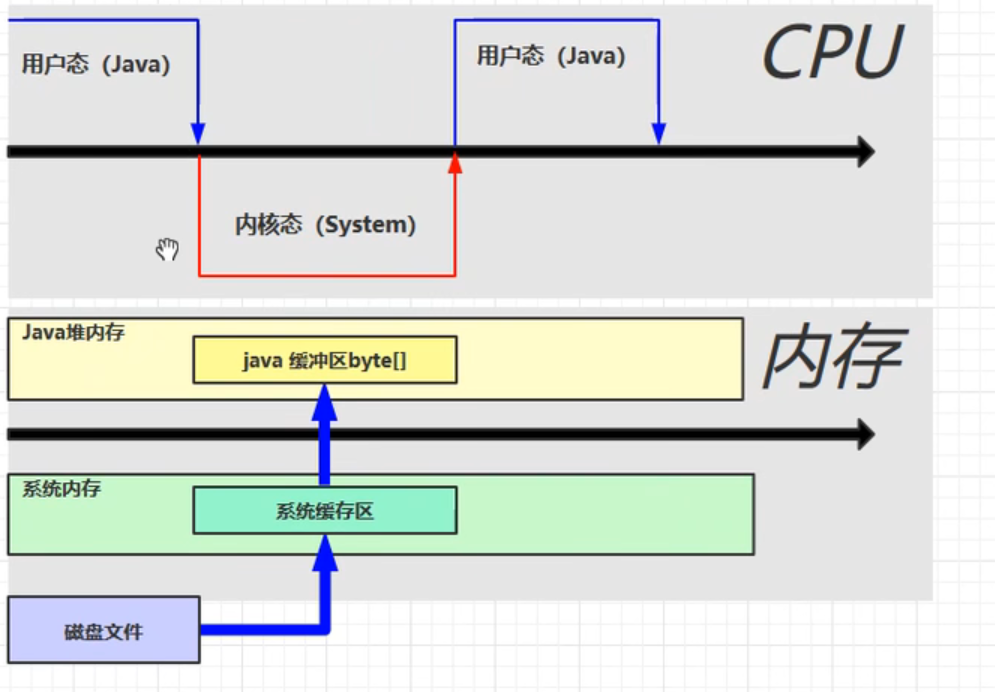 用户态（Java）
用户态（Java）
CPU
内核态（System）
Java堆内存
java 缓冲区byte[]
内存
系统内存
系统缓存区
磁盘文件